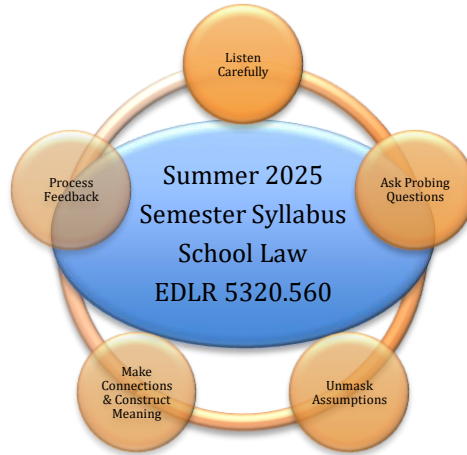 Listen
Carefully
Summer 2025
Semester Syllabus
School Law
EDLR 5320.560
Process
Feedback
Ask Probing
Questions
Make
Connections
& Construct
Meaning
Unmask
Assumptions